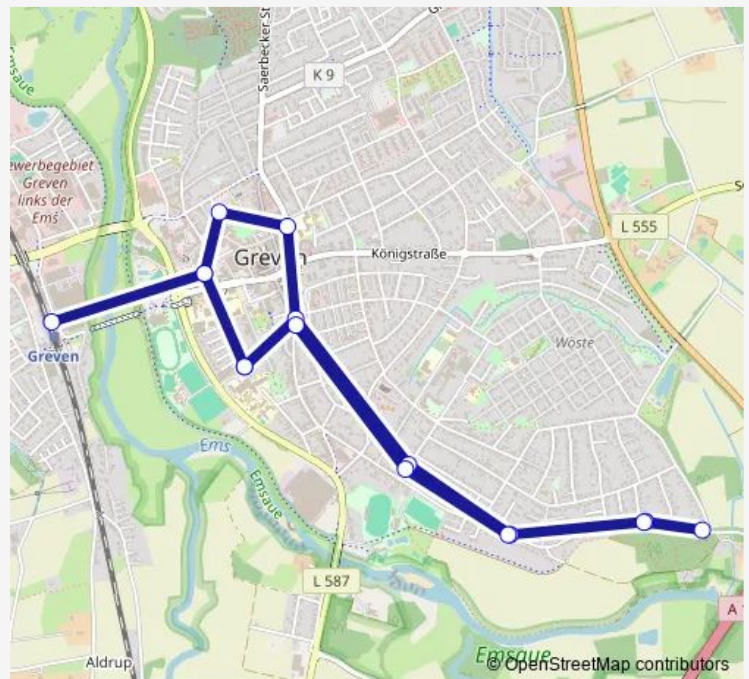 Emsaue
Saerbecker St
G
K 9
ewerbegebiet
Greven
links der
Ems
S
L 555
Königstraße
Greven
Greven
Wöste
Ems
Emsaue
L 587
A
Aldrup
Emsaue
© OpenStreetMap contributors